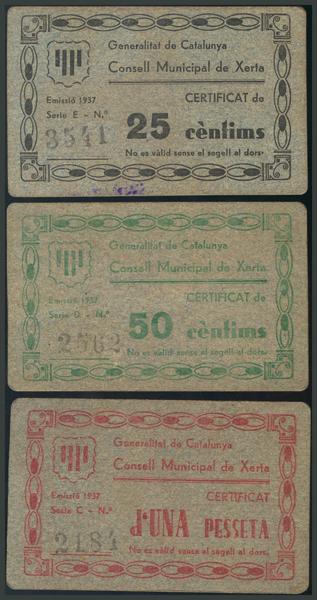 Generalitat de Catalunya
Consell Municipal de Xerta
Emissió 1937
CERTIFICAT de
Serie E - N.º
3541
25 cèntims
No es vàlid sense el segell al dors.
Generalitat de Catalunya
Consell Municipal de Xerta
Emissió 1937
CERTIFICAT de
Serie D - N.º
2762
50 cèntims
No es vàlid sense el segell al dors.
Generalitat de Catalunya
Consell Municipal de Xerta
Emissió 1937
CERTIFICAT
Serie C - N.º
2184
d'UNA PESSETA
No es vàlid sense el segell al dors.